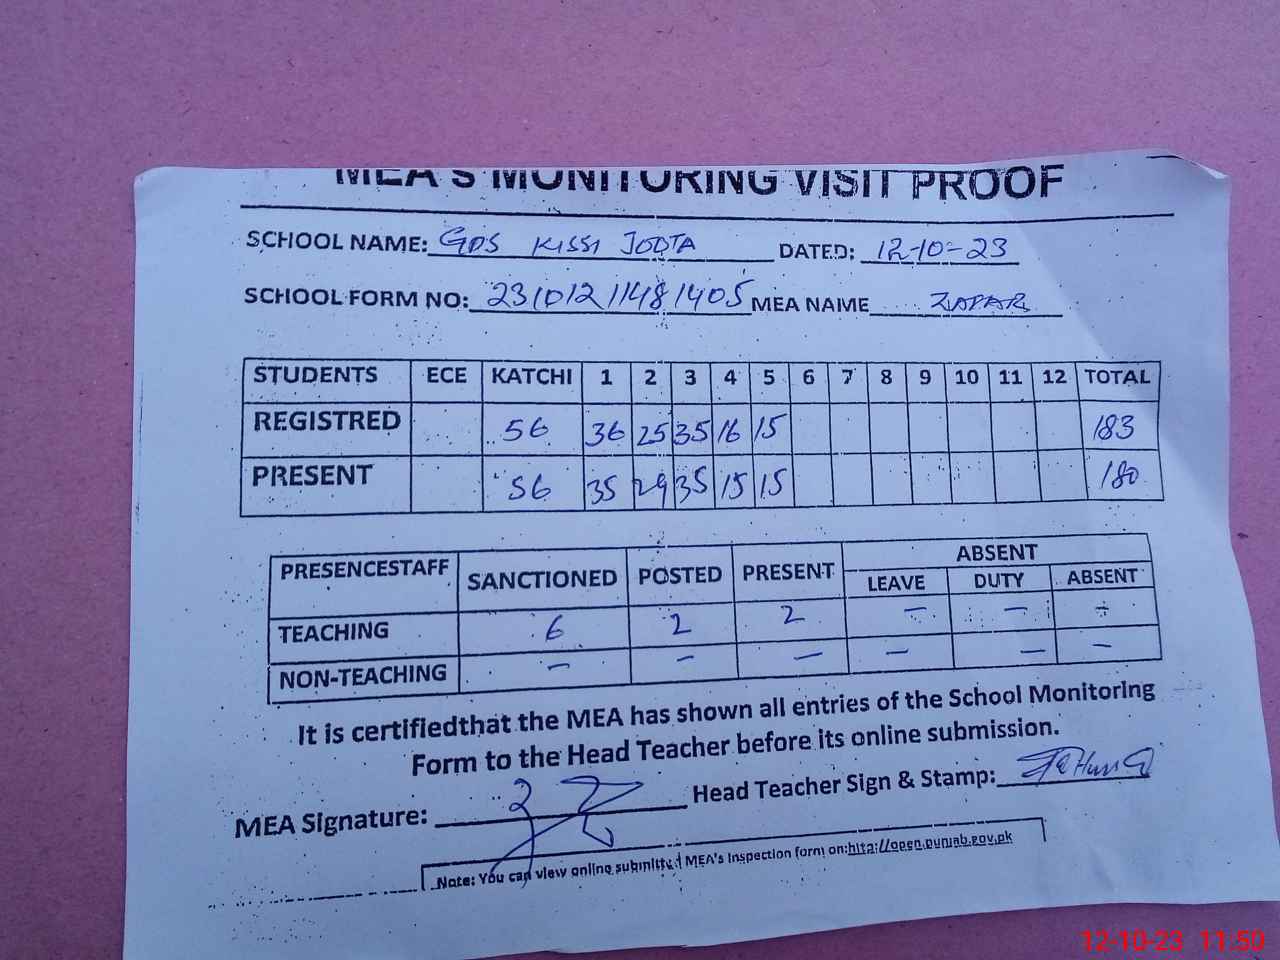 MEA'S MONITORING VISIT PROOF
SCHOOL NAME: GPS KISSI JODTA DATED: 12-10-23
SCHOOL FORM NO: 23101211481405 MEA NAME ZAFAR
STUDENTS ECE KATCHI 1 2 3 4 5 6 7 8 9 10 11 12 TOTAL
REGISTRED 56 36 25 35 16 15 183
PRESENT 56 35 24 35 15 15 180
PRESENCESTAFF SANCTIONED POSTED PRESENT ABSENT
LEAVE DUTY ABSENT
TEACHING 6 2 2 - - -
NON-TEACHING - - - - - -
It is certifiedthat the MEA has shown all entries of the School Monitoring
Form to the Head Teacher before its online submission.
MEA Signature: Head Teacher Sign & Stamp:
Note: You can view online submitted MEA's Inspection form on:http://open.punjab.gov.pk
12-10-23 11:50